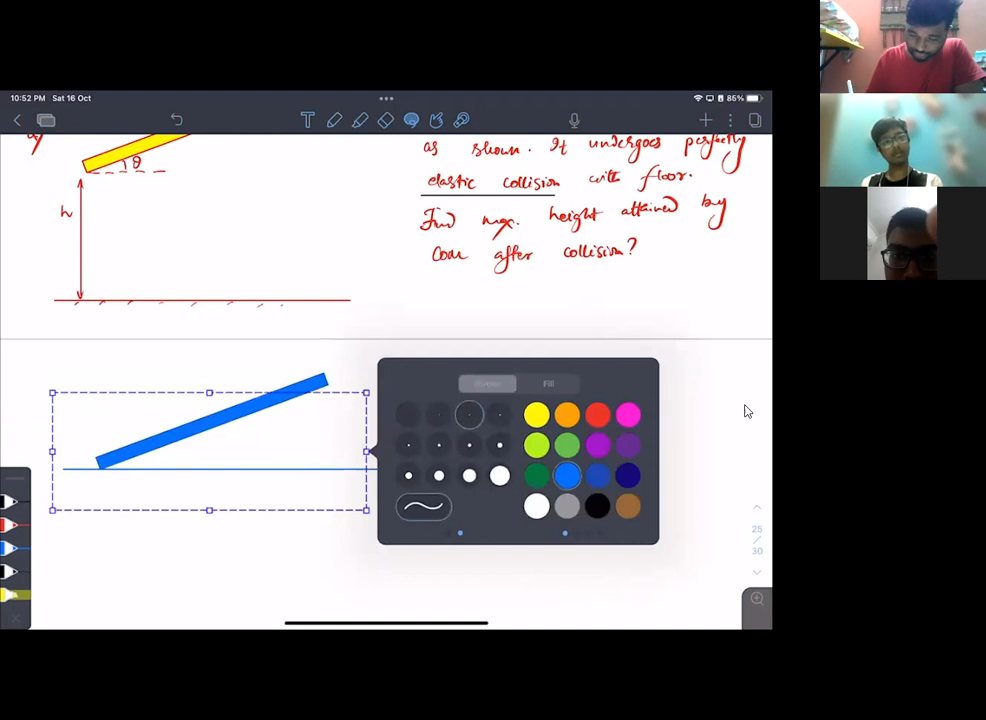 10:52 PM Sat 16 Oct
85%
T
θ
h
as shown. It undergoes perfectly
elastic collision with floor.
Find max. height attained by
COM after collision?
Fill
25
/
30